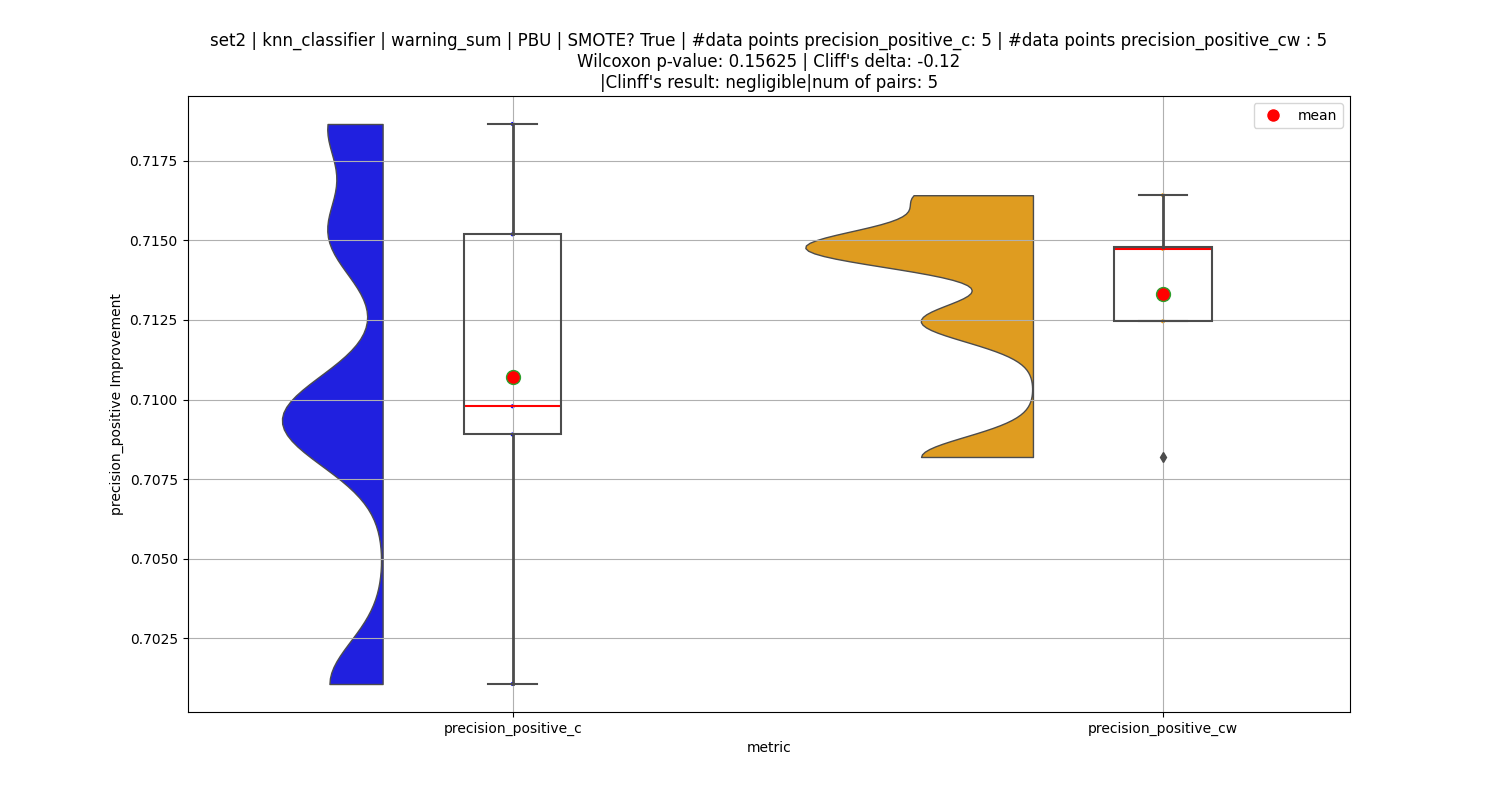 set2 | knn_classifier | warning_sum | PBU | SMOTE? True | #data points precision_positive_c: 5 | #data points precision_positive_cw : 5
Wilcoxon p-value: 0.15625 | Cliff's delta: -0.12
|Clinff's result: negligible|num of pairs: 5
mean
0.7175
0.7150
0.7125
0.7100
0.7075
0.7050
0.7025
precision_positive Improvement
precision_positive_c
precision_positive_cw
metric